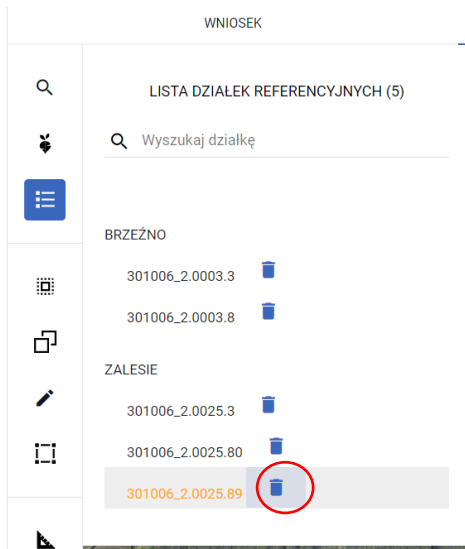 WNIOSEK
LISTA DZIAŁEK REFERENCYJNYCH (5)
Wyszukaj działkę
BRZEŹNO
301006_2.0003.3
301006_2.0003.8
ZALESIE
301006_2.0025.3
301006_2.0025.80
301006_2.0025.89